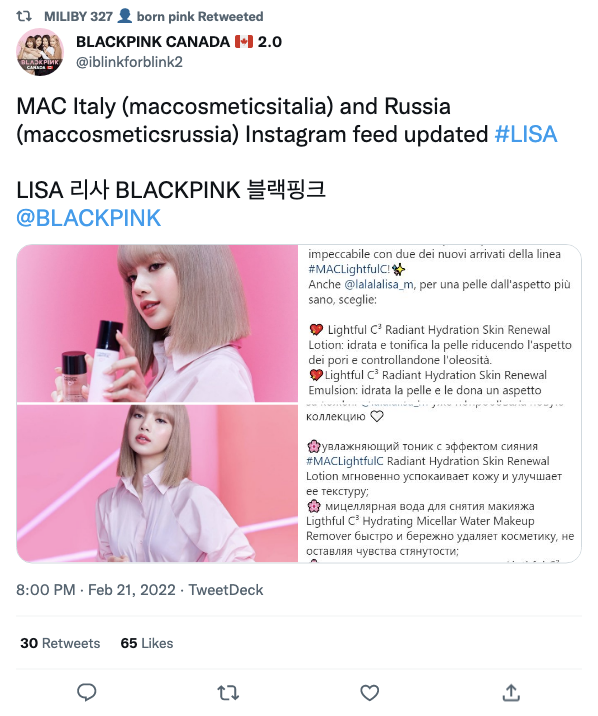 MILIBY 327 👤 born pink Retweeted
BLACKPINK CANADA 🇨🇦 2.0
@iblinkforblink2
MAC Italy (maccosmeticsitalia) and Russia
(maccosmeticsrussia) Instagram feed updated #LISA
LISA 리사 BLACKPINK 블랙핑크
@BLACKPINK
impeccabile con due dei nuovi arrivati della linea
#MACLightfulC!✨
Anche @lalalalisa_m, per una pelle dall'aspetto più
sano, sceglie:
💖 Lightful C³ Radiant Hydration Skin Renewal
Lotion: idrata e tonifica la pelle riducendo l'aspetto
dei pori e controllandone l'oleosità.
💖Lightful C³ Radiant Hydration Skin Renewal
Emulsion: idrata la pelle e le dona un aspetto
коллекцию ♡
🌸увлажняющий тоник с эффектом сияния
#MACLightfulC Radiant Hydration Skin Renewal
Lotion мгновенно успокаивает кожу и улучшает
ее текстуру;
🌸 мицеллярная вода для снятия макияжа
Ligthful C³ Hydrating Micellar Water Makeup
Remover быстро и бережно удаляет косметику, не
оставляя чувства стянутости;
8:00 PM · Feb 21, 2022 · TweetDeck
30 Retweets 65 Likes